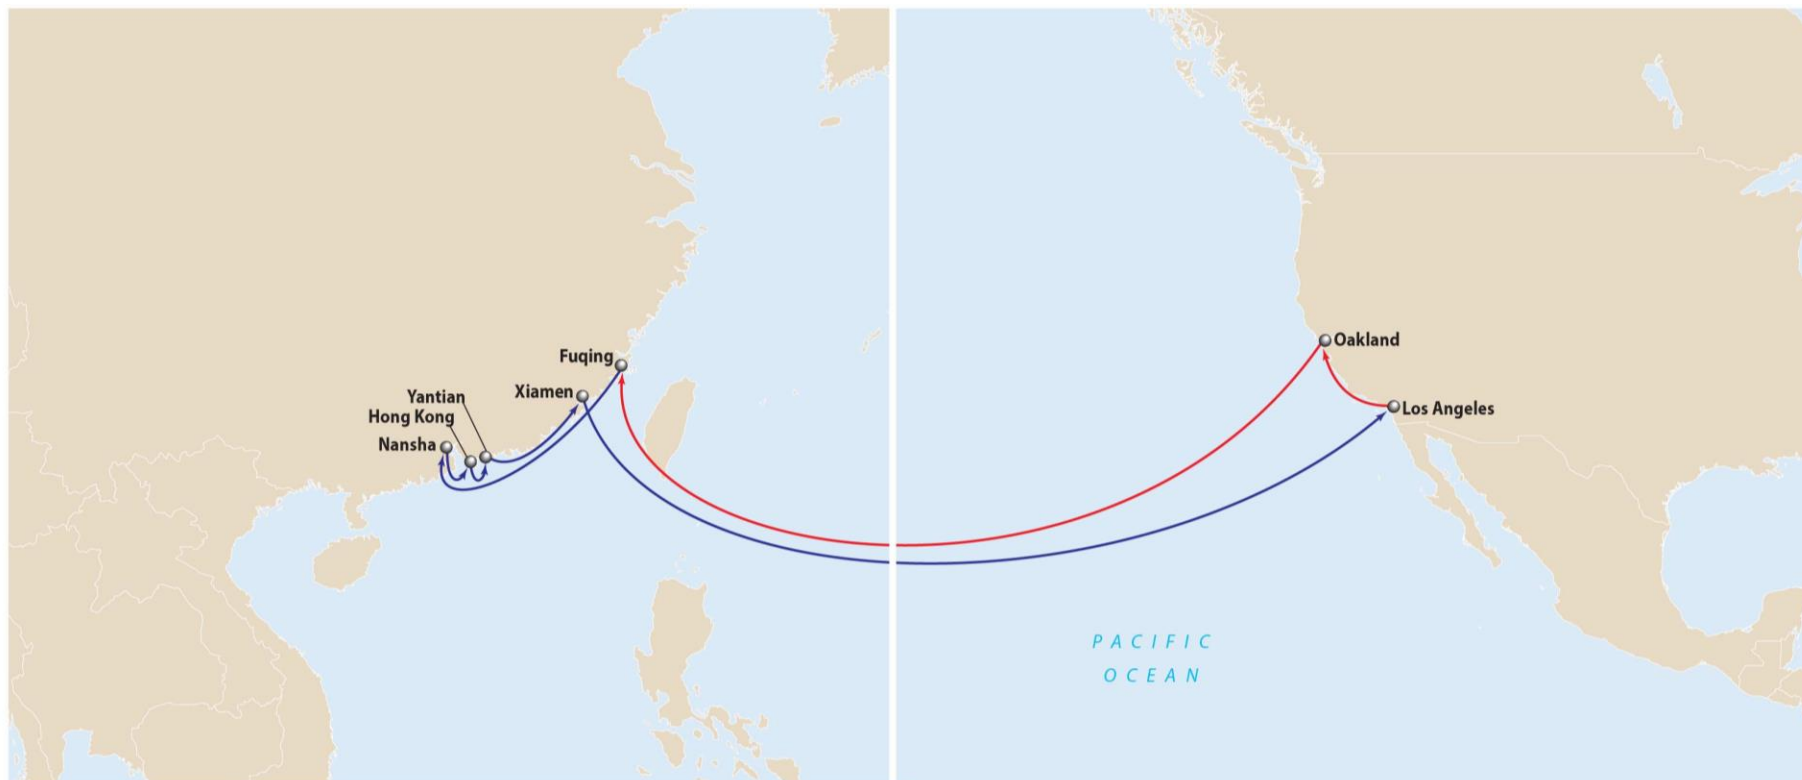 Oakland
Fuqing
Xiamen
Yantian
Los Angeles
Hong Kong
Nansha
PACIFIC
OCEAN